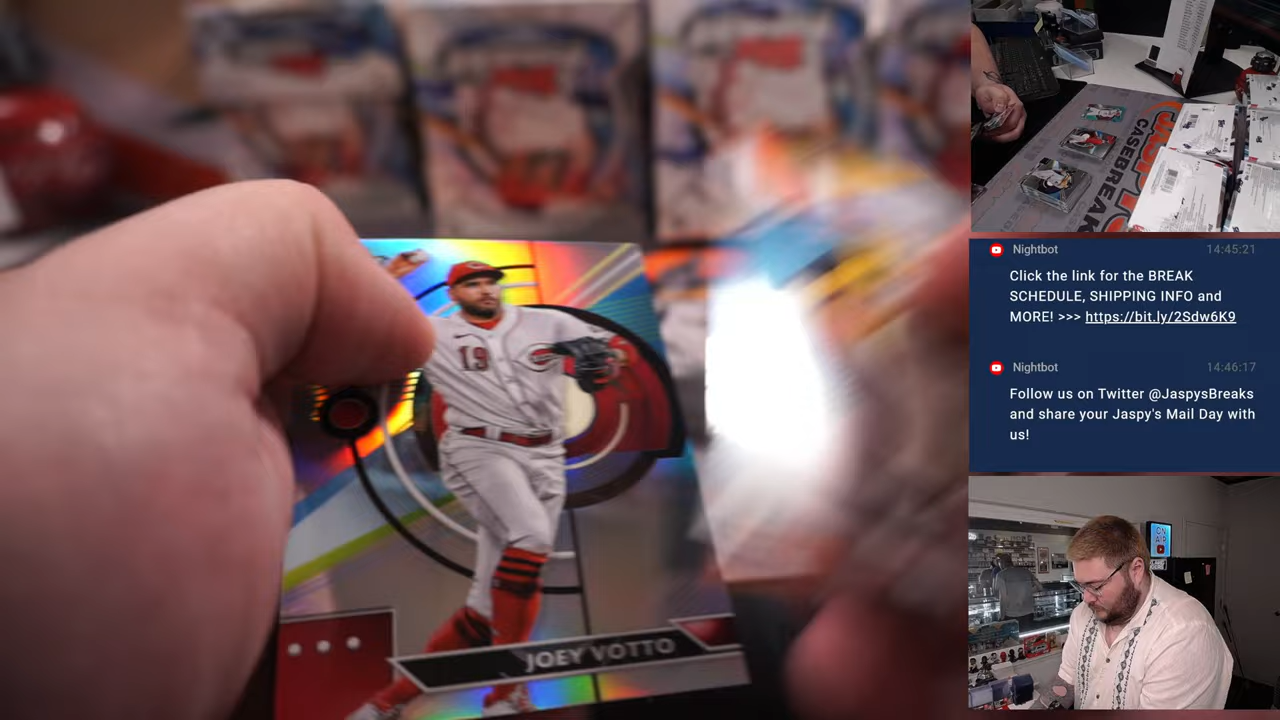 19
JOEY VOTTO
CASEBREAK
Nightbot 14:45:21
Click the link for the BREAK
SCHEDULE, SHIPPING INFO and
MORE! >>> https://bit.ly/2Sdw6K9
Nightbot 14:46:17
Follow us on Twitter @JaspysBreaks
and share your Jaspy's Mail Day with
us!
ON
AIR